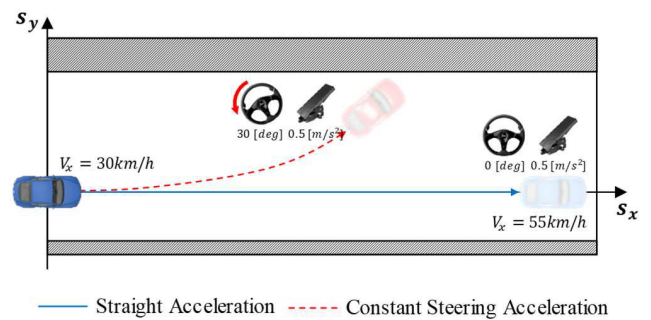 s_y
30 [deg] 0.5 [m/s²]
0 [deg] 0.5 [m/s²]
V_x = 30km/h
s_x
V_x = 55km/h
Straight Acceleration
Constant Steering Acceleration